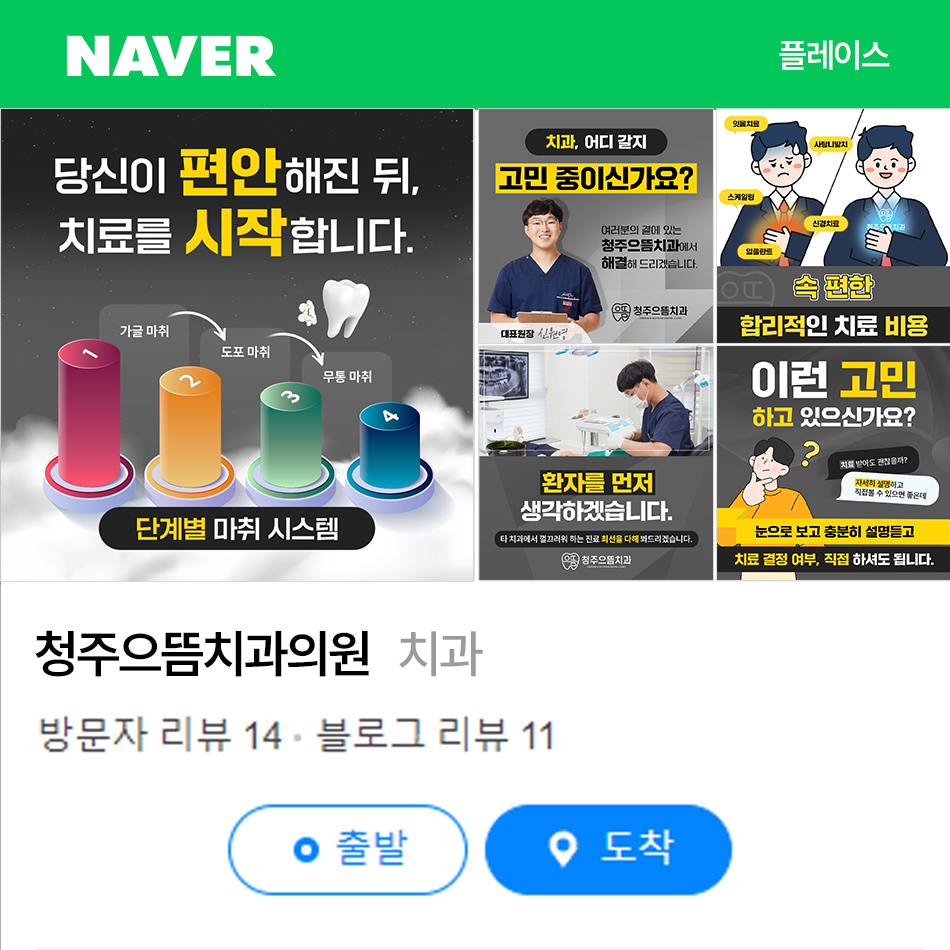 NAVER
플레이스
당신이 편안해진 뒤,
치료를 시작합니다.
가글 마취
도포 마취
무통 마취
1
2
3
4
단계별 마취 시스템
치과, 어디 갈지
고민 중이신가요?
여러분의 곁에 있는
청주으뜸치과에서
해결해 드리겠습니다.
청주으뜸치과
대표원장 신원영
잇몸치료
사랑니발치
스케일링
신경치료
임플란트
속 편한
합리적인 치료 비용
환자를 먼저
생각하겠습니다.
타 치과에서 껄끄러워 하는 진료 최선을 다해 봐드리겠습니다.
청주으뜸치과
이런 고민
하고 있으신가요?
?
치료 받아도 괜찮을까?
자세히 설명하고
직접볼 수 있으면 좋은데
눈으로 보고 충분히 설명듣고
치료 결정 여부, 직접 하셔도 됩니다.
청주으뜸치과의원 치과
방문자 리뷰 14 · 블로그 리뷰 11
출발
도착